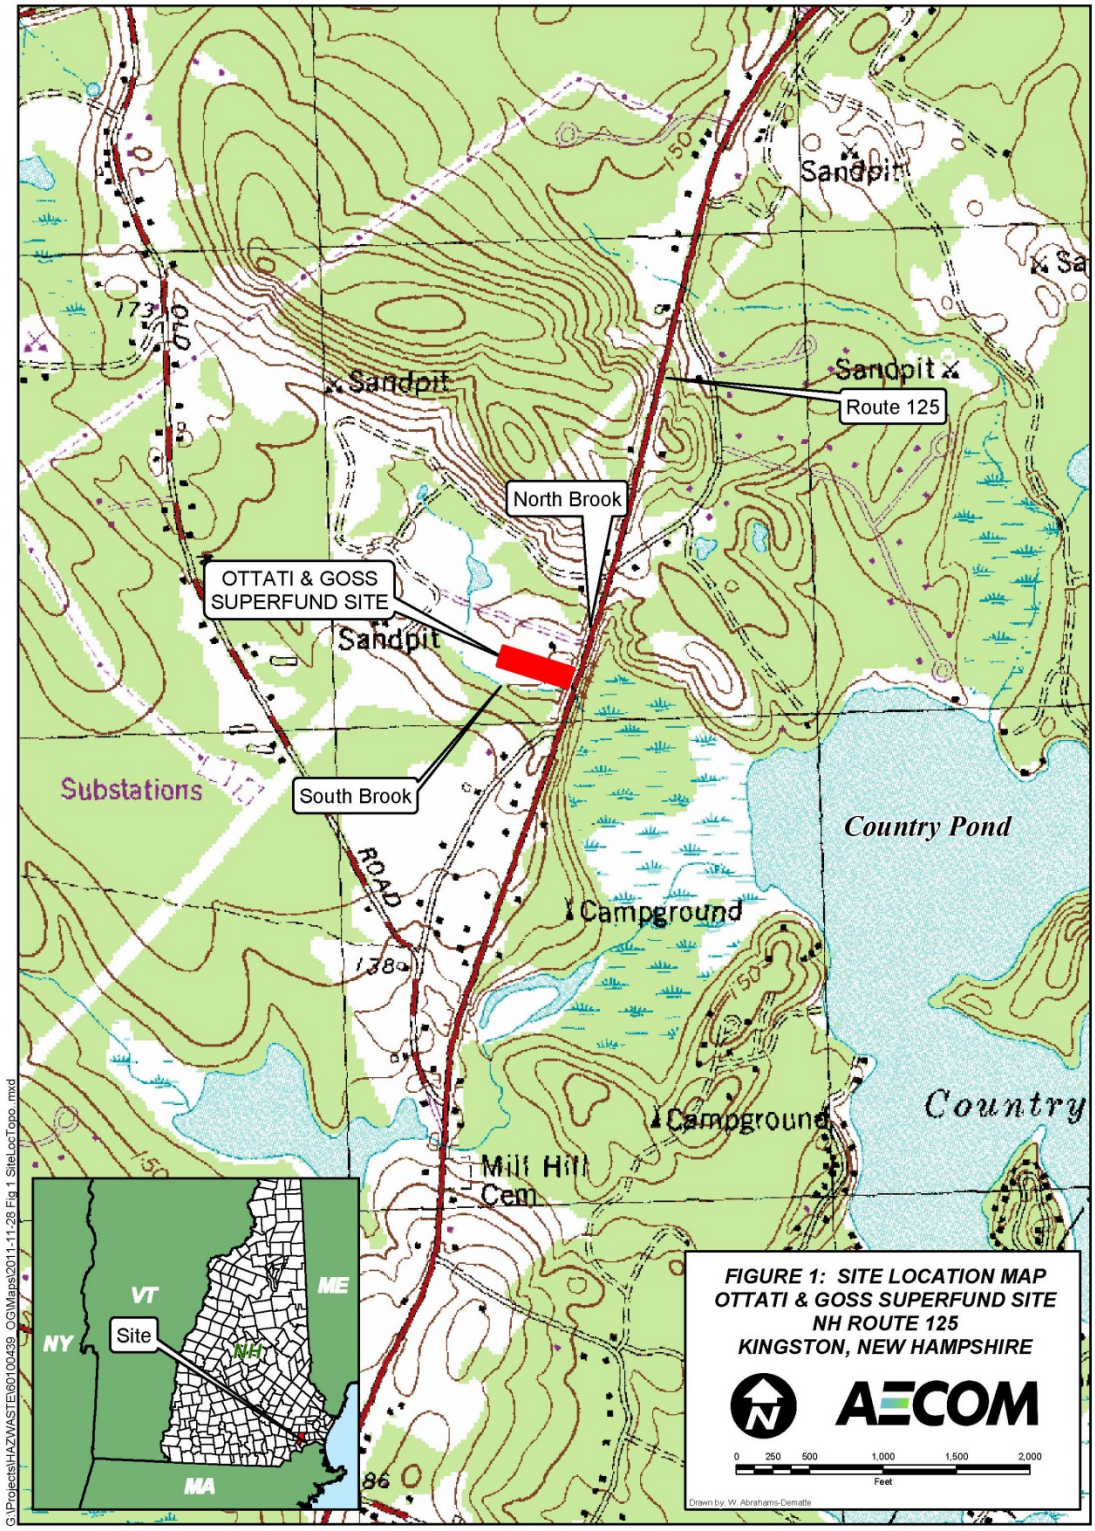 150
Sandpit
Sa
173
OLD
Sandpit
Sandpit
Route 125
North Brook
OTTATI & GOSS
SUPERFUND SITE
Sandpit
Substations
South Brook
Country Pond
ROAD
Campground
138
150
Country
Campground
Mill Hill
Cem
150
VT
ME
NY
Site
NH
MA
86
FIGURE 1: SITE LOCATION MAP
OTTATI & GOSS SUPERFUND SITE
NH ROUTE 125
KINGSTON, NEW HAMPSHIRE
N
AECOM
0 250 500 1,000 1,500 2,000
Feet
Drawn by: W. Abrahams-Dematte
G:\Projects\HAZWASTE\60100439_OG\Maps\2011-11-28 Fig 1 SiteLocTopo.mxd